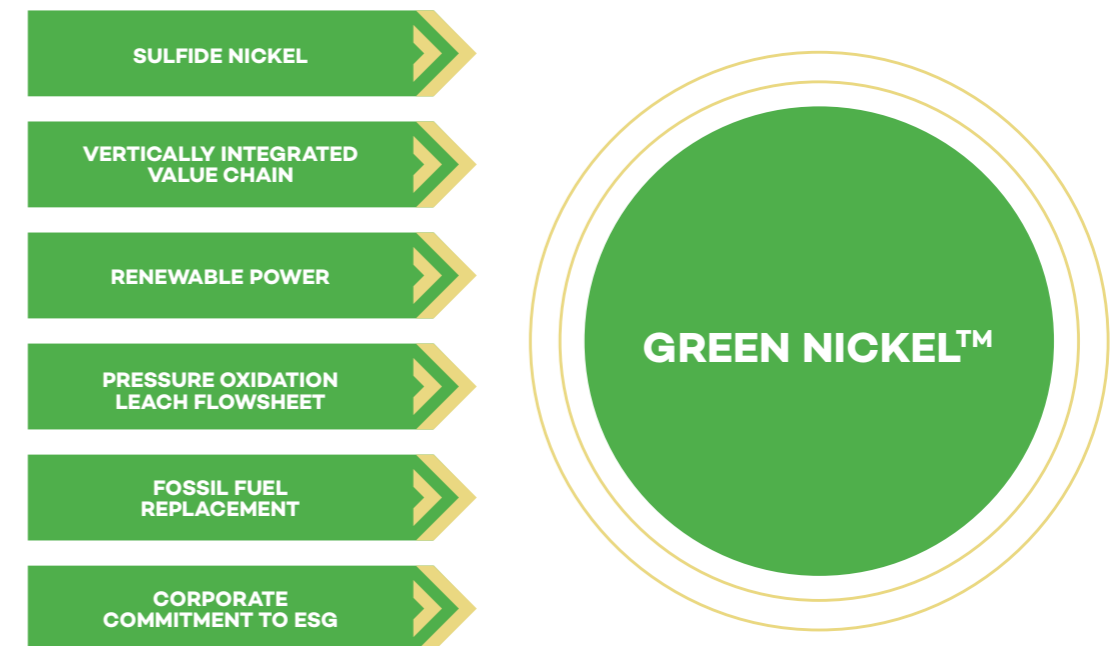 SULFIDE NICKEL
VERTICALLY INTEGRATED
VALUE CHAIN
RENEWABLE POWER
PRESSURE OXIDATION
LEACH FLOWSHEET
FOSSIL FUEL
REPLACEMENT
CORPORATE
COMMITMENT TO ESG
GREEN NICKEL™